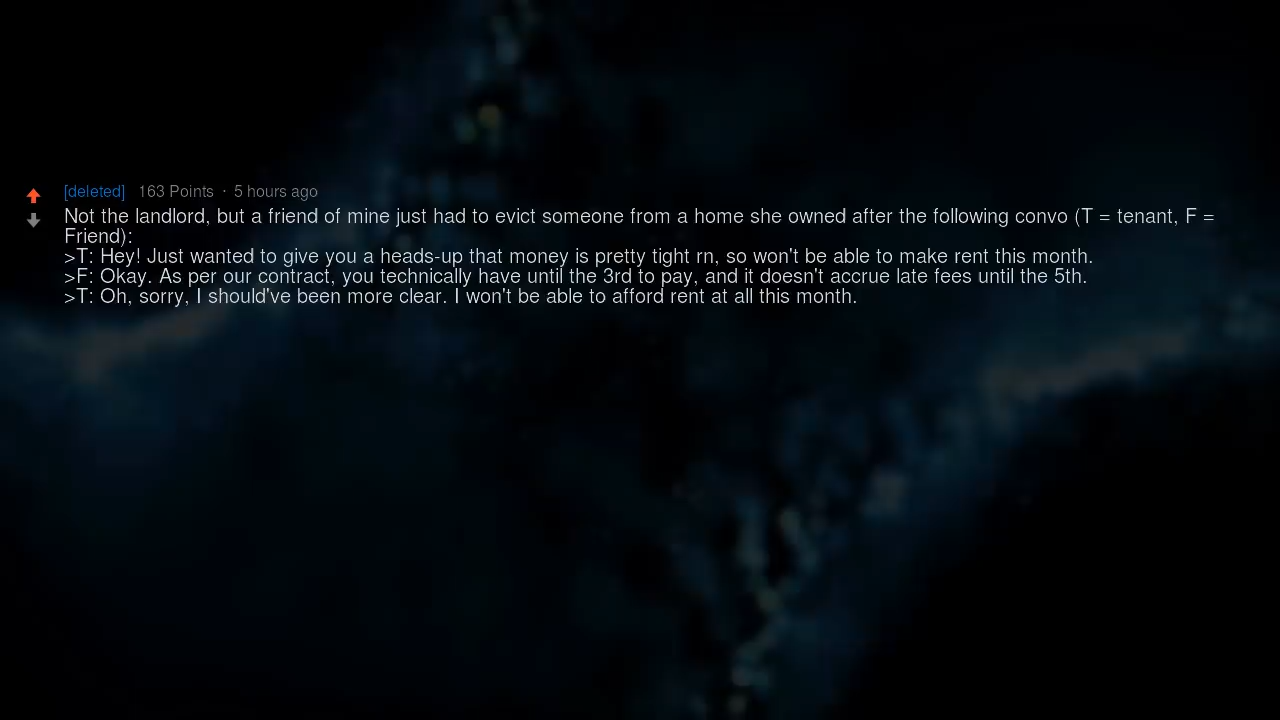 [deleted] 163 Points · 5 hours ago
Not the landlord, but a friend of mine just had to evict someone from a home she owned after the following convo (T = tenant, F =
Friend):
>T: Hey! Just wanted to give you a heads-up that money is pretty tight rn, so won't be able to make rent this month.
>F: Okay. As per our contract, you technically have until the 3rd to pay, and it doesn't accrue late fees until the 5th.
>T: Oh, sorry, I should've been more clear. I won't be able to afford rent at all this month.